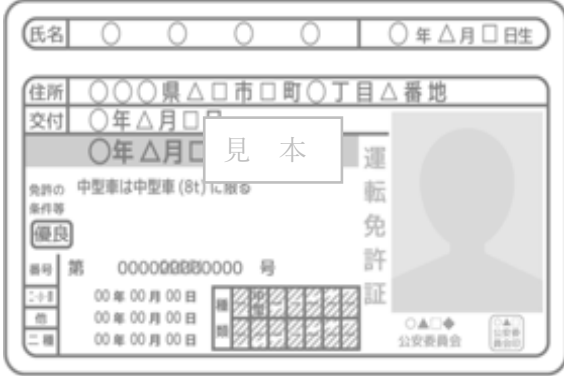 氏名 ○ ○ ○ ○ ○年△月□日生
住所 ○○○県△□市□町○丁目△番地
交付 ○年△月□日
○年△月□
見 本
免許の条件等 中型車は中型車(8t)に限る
優良
運転免許証
番号 第 000000000000 号
00年00月00日
他 00年00月00日
二種 00年00月00日
種類 中型
○▲□◆
公安委員会